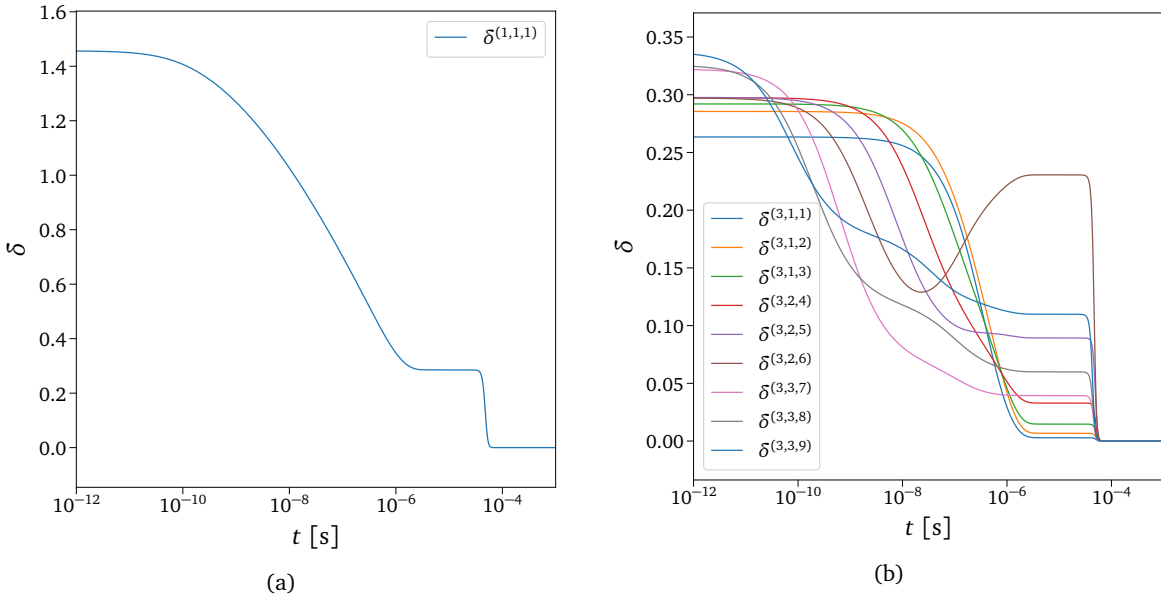 1.6
1.4
1.2
1.0
0.8
0.6
0.4
0.2
0.0
δ
δ^(1,1,1)
10^−12 10^−10 10^−8 10^−6 10^−4
t [s]
(a)
0.35
0.30
0.25
0.20
0.15
0.10
0.05
0.00
δ
δ^(3,1,1)
δ^(3,1,2)
δ^(3,1,3)
δ^(3,2,4)
δ^(3,2,5)
δ^(3,2,6)
δ^(3,3,7)
δ^(3,3,8)
δ^(3,3,9)
10^−12 10^−10 10^−8 10^−6 10^−4
t [s]
(b)